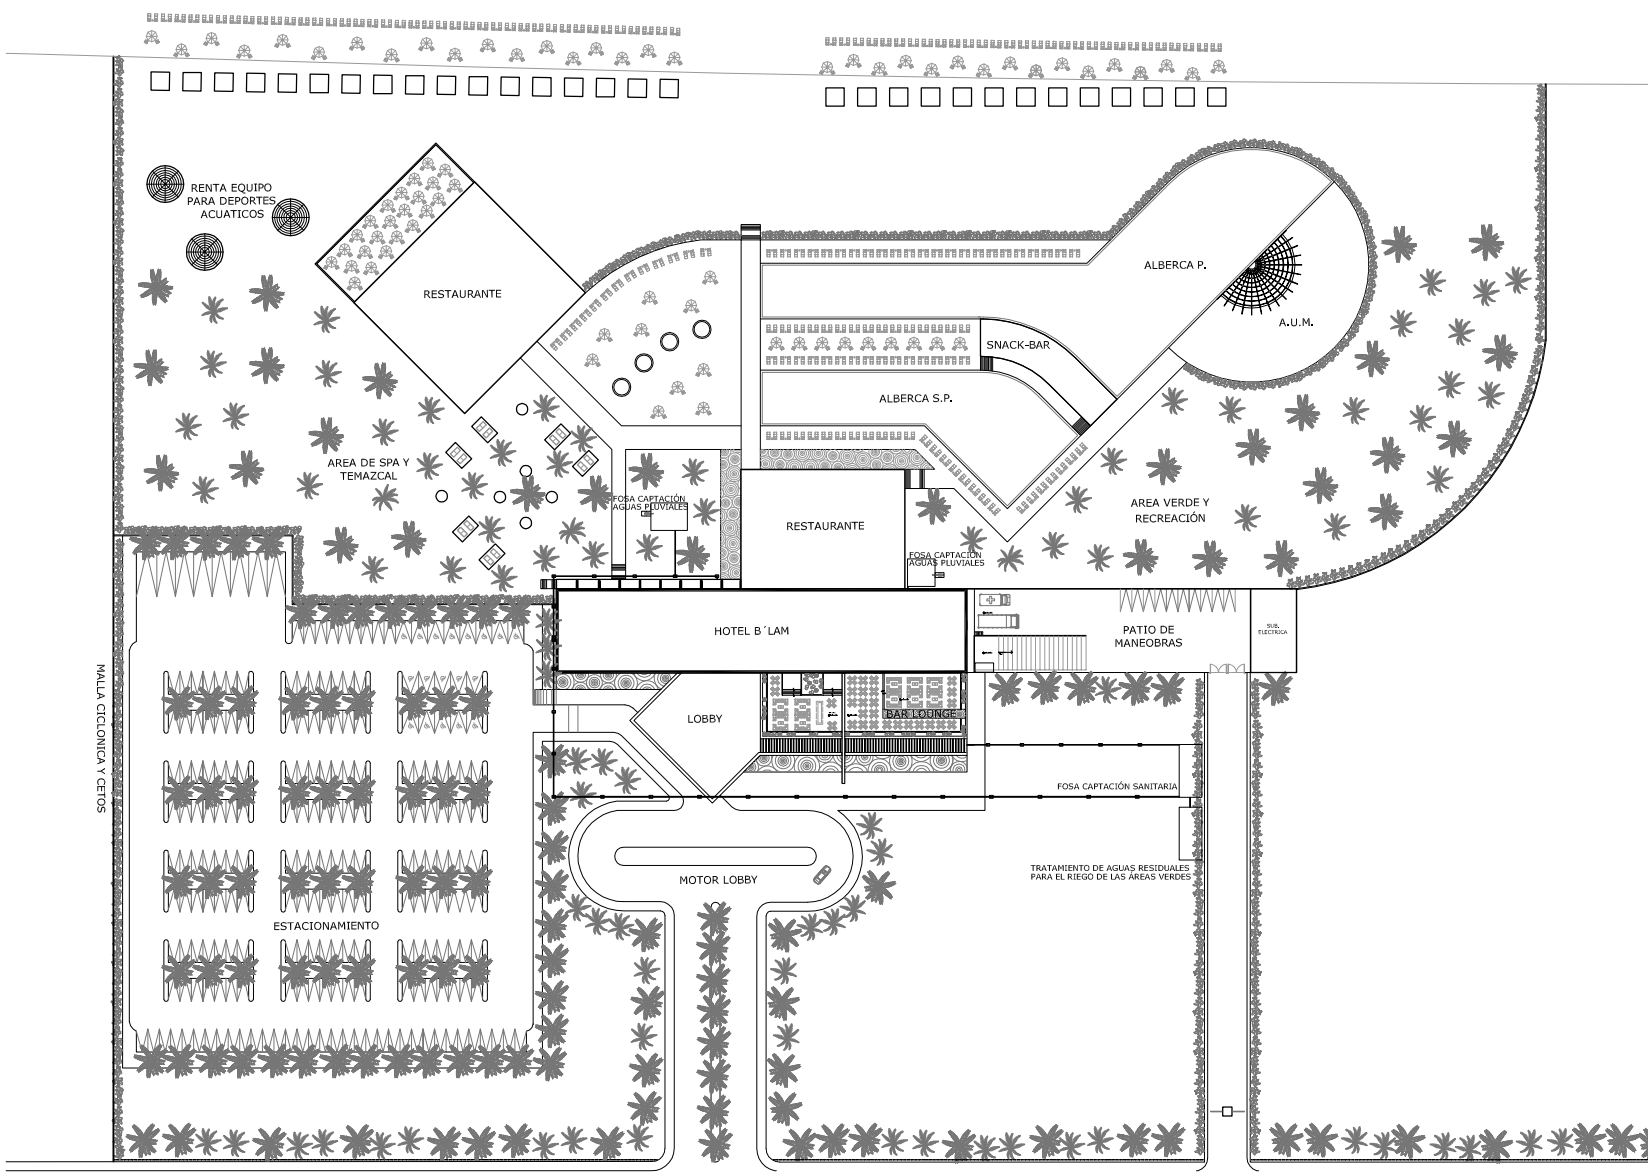 RENTA EQUIPO
PARA DEPORTES
ACUATICOS
RESTAURANTE
ALBERCA P.
A.U.M.
SNACK-BAR
ALBERCA S.P.
AREA DE SPA Y
TEMAZCAL
FOSA CAPTACIÓN
AGUAS PLUVIALES
RESTAURANTE
AREA VERDE Y
RECREACIÓN
FOSA CAPTACIÓN
AGUAS PLUVIALES
HOTEL B´LAM
PATIO DE
MANEOBRAS
SUB.
ELECTRICA
MALLA CICLONICA Y CETOS
LOBBY
BAR LOUNGE
FOSA CAPTACIÓN SANITARIA
TRATAMIENTO DE AGUAS RESIDUALES
PARA EL RIEGO DE LAS ÁREAS VERDES
MOTOR LOBBY
ESTACIONAMIENTO